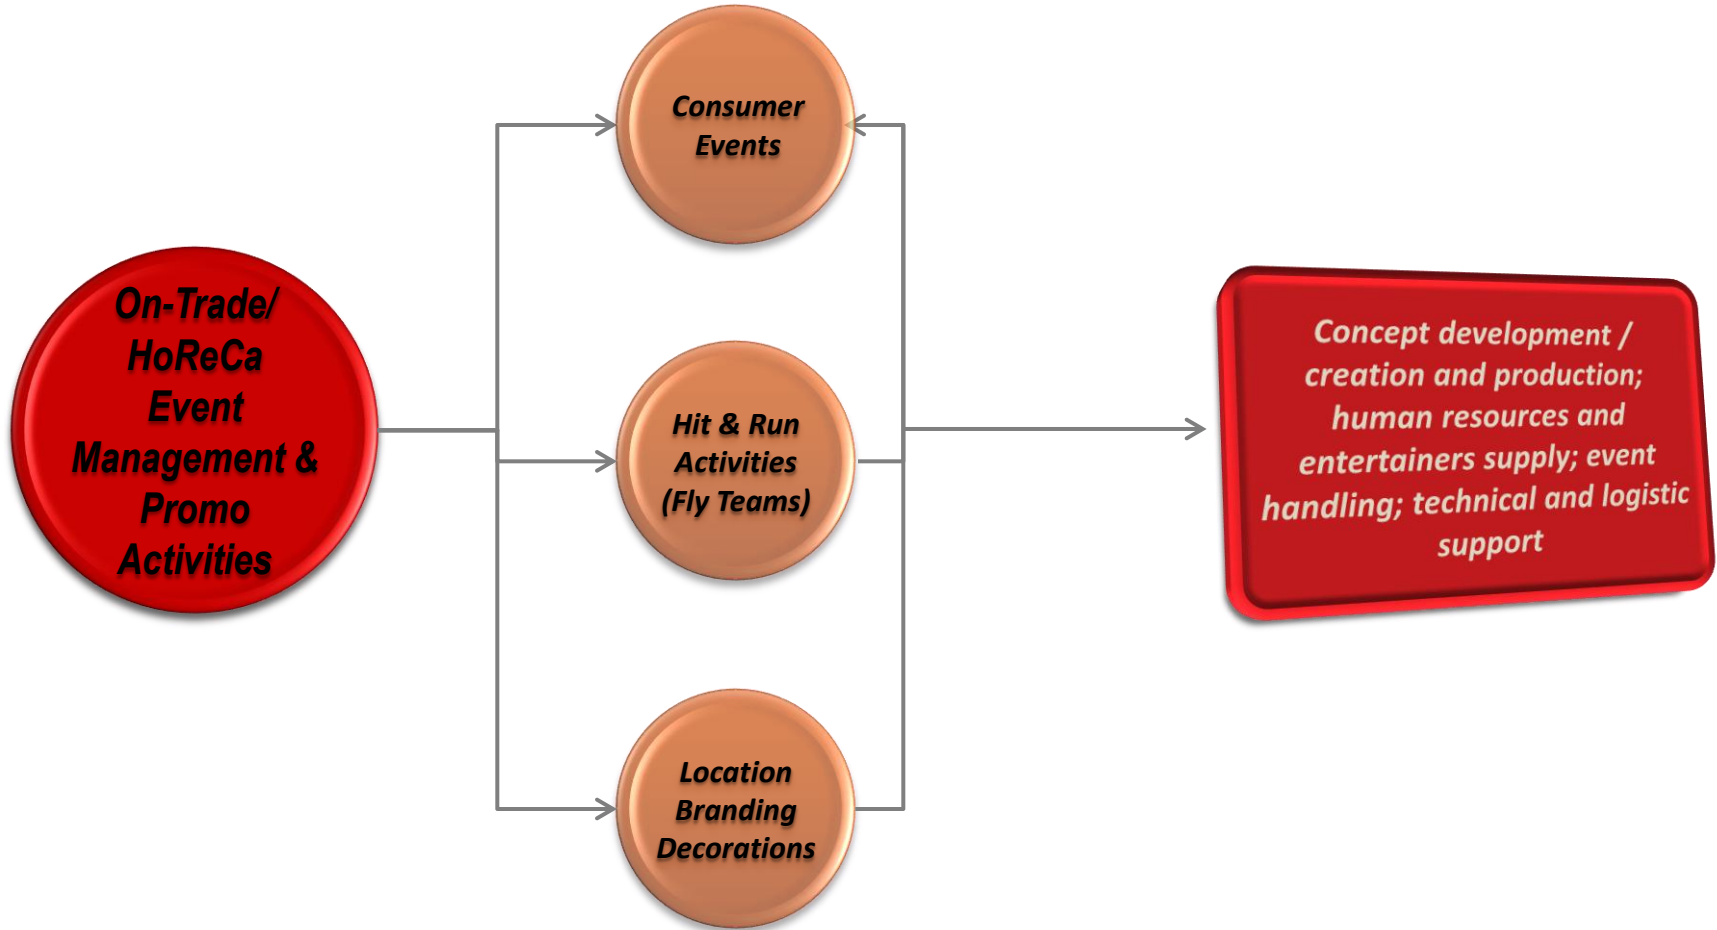 On-Trade/
HoReCa
Event
Management &
Promo
Activities
Consumer
Events
Hit & Run
Activities
(Fly Teams)
Location
Branding
Decorations
Concept development /
creation and production;
human resources and
entertainers supply; event
handling; technical and logistic
support